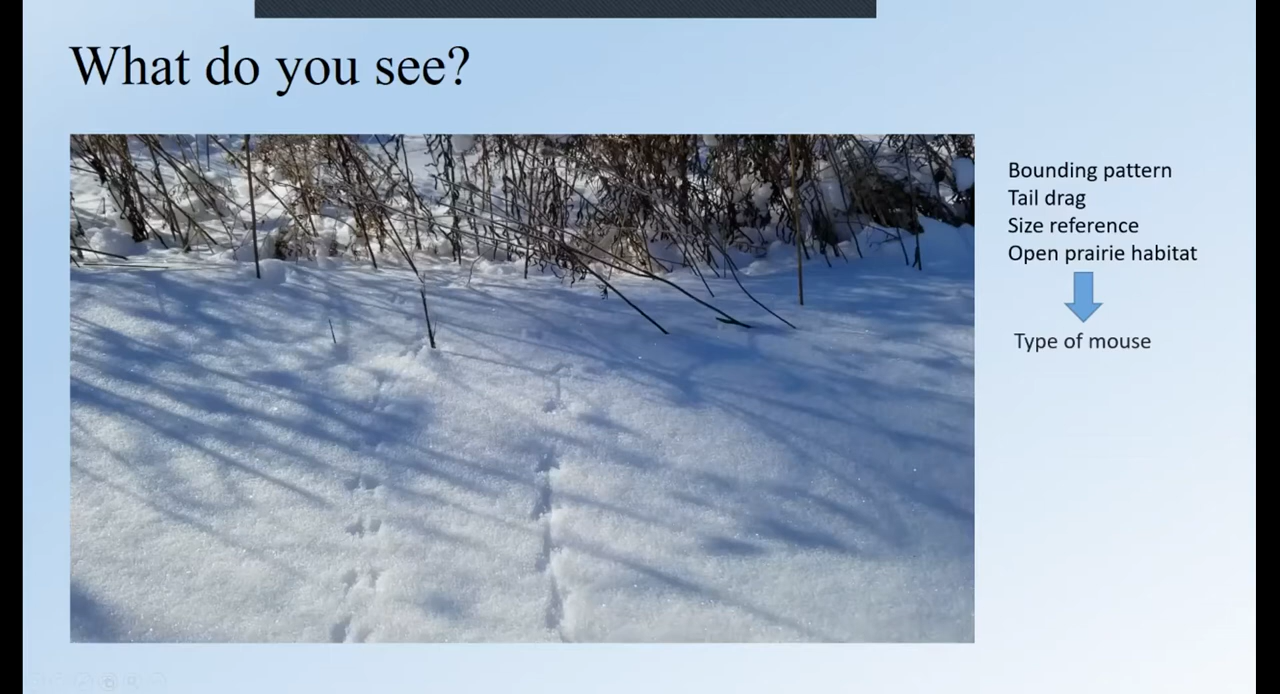 What do you see?
Bounding pattern
Tail drag
Size reference
Open prairie habitat
Type of mouse